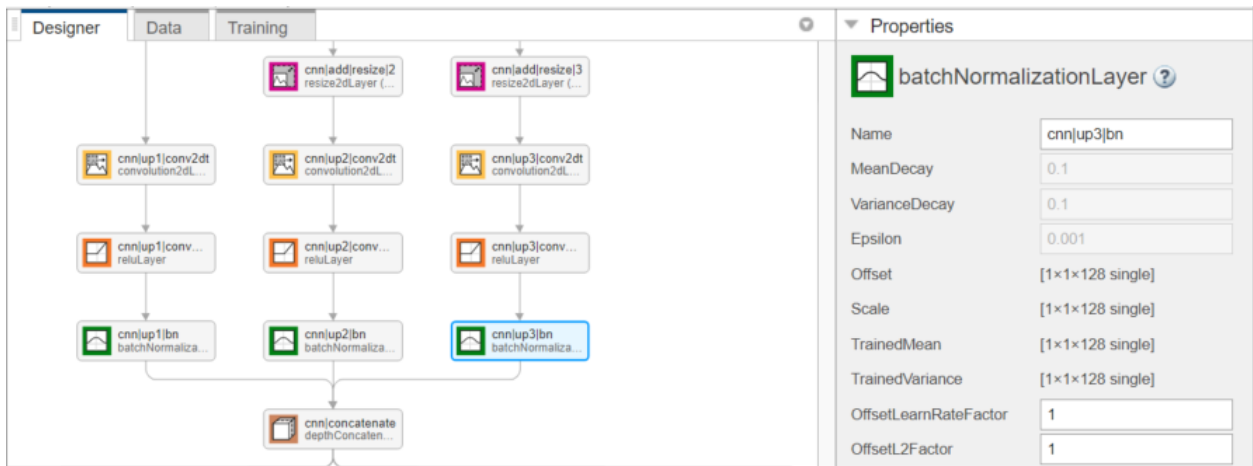 Designer
Data
Training
cnn|add|resize|2
resize2dLayer (...
cnn|add|resize|3
resize2dLayer (...
cnn|up1|conv2dt
convolution2dL...
cnn|up2|conv2dt
convolution2dL...
cnn|up3|conv2dt
convolution2dL...
cnn|up1|conv...
reluLayer
cnn|up2|conv...
reluLayer
cnn|up3|conv...
reluLayer
cnn|up1|bn
batchNormaliza...
cnn|up2|bn
batchNormaliza...
cnn|up3|bn
batchNormaliza...
cnn|concatenate
depthConcaten...
Properties
batchNormalizationLayer ?
Name cnn|up3|bn
MeanDecay 0.1
VarianceDecay 0.1
Epsilon 0.001
Offset [1×1×128 single]
Scale [1×1×128 single]
TrainedMean [1×1×128 single]
TrainedVariance [1×1×128 single]
OffsetLearnRateFactor 1
OffsetL2Factor 1